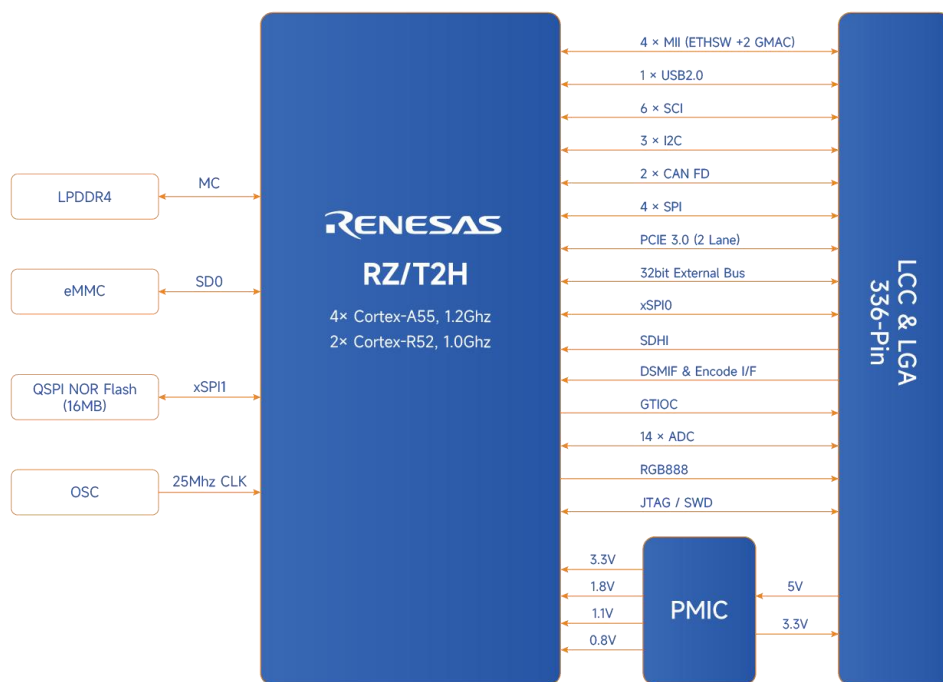 LPDDR4
MC
eMMC
SD0
QSPI NOR Flash
(16MB)
xSPI1
OSC
25Mhz CLK
RENESAS
RZ/T2H
4× Cortex-A55, 1.2Ghz
2× Cortex-R52, 1.0Ghz
4 × MII (ETHSW +2 GMAC)
1 × USB2.0
6 × SCI
3 × I2C
2 × CAN FD
4 × SPI
PCIE 3.0 (2 Lane)
32bit External Bus
xSPI0
SDHI
DSMIF & Encode I/F
GTIOC
14 × ADC
RGB888
JTAG / SWD
3.3V
1.8V
1.1V
0.8V
PMIC
5V
3.3V
LCC & LGA
336-Pin